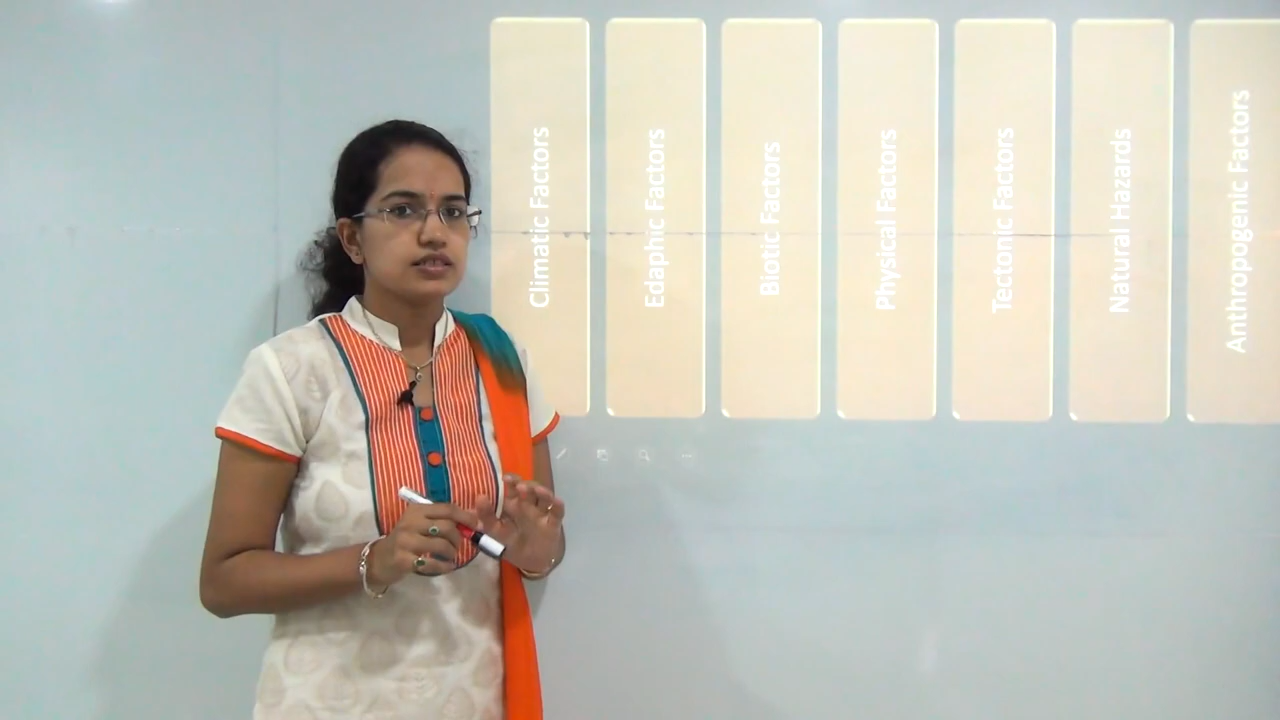 Climatic Factors
Edaphic Factors
Biotic Factors
Physical Factors
Tectonic Factors
Natural Hazards
Anthropogenic Factors